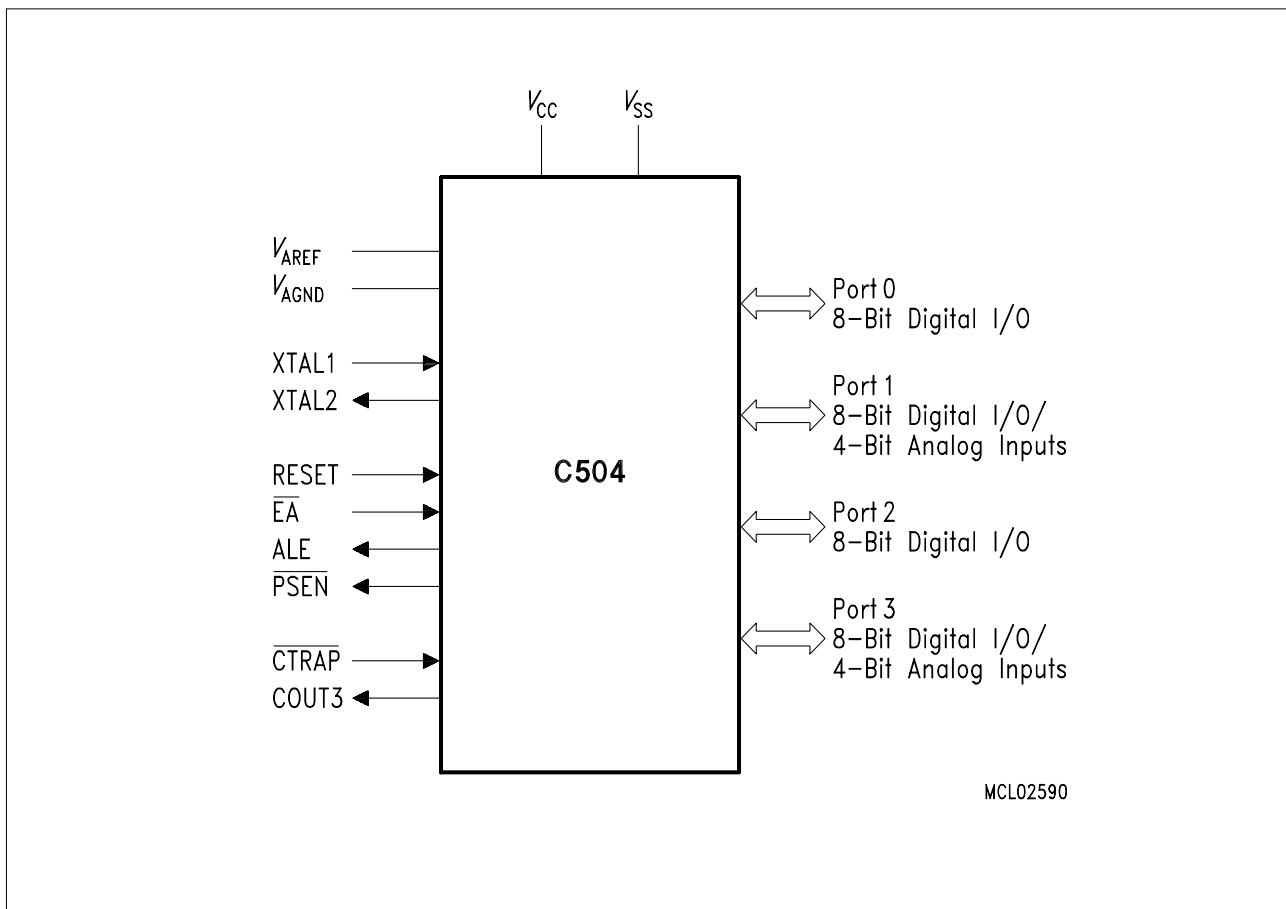 VCC
VSS
VAREF
VAGND
XTAL1
XTAL2
RESET
EA
ALE
PSEN
CTRAP
COUT3
C504
Port 0
8-Bit Digital I/O
Port 1
8-Bit Digital I/O/
4-Bit Analog Inputs
Port 2
8-Bit Digital I/O
Port 3
8-Bit Digital I/O/
4-Bit Analog Inputs
MCL02590